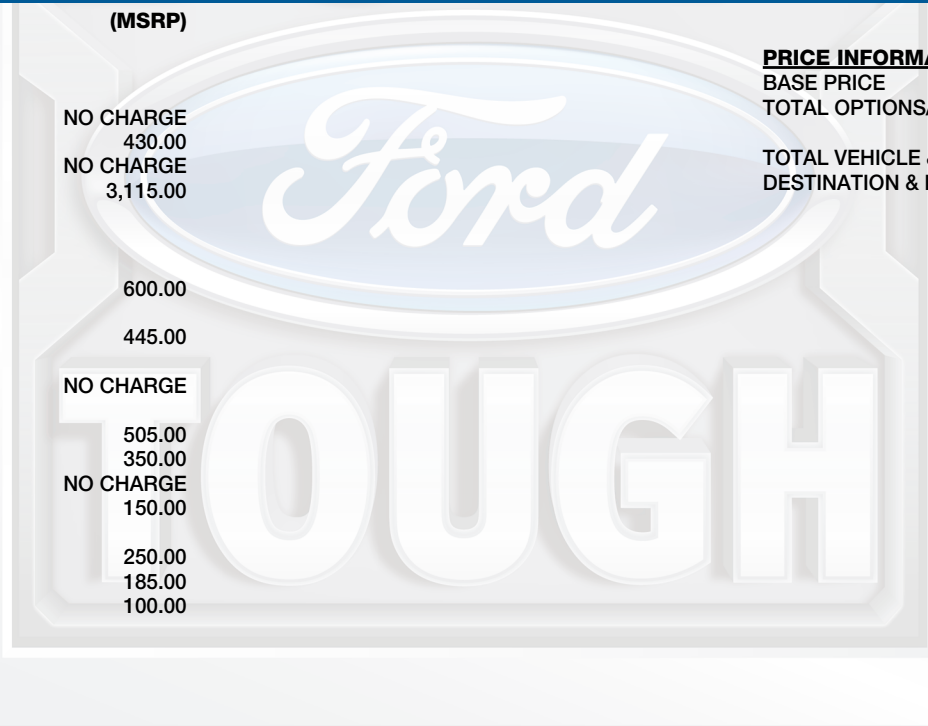 (MSRP)
NO CHARGE
430.00
NO CHARGE
3,115.00
600.00
445.00
NO CHARGE
505.00
350.00
NO CHARGE
150.00
250.00
185.00
100.00
PRICE
BASE PRICE
TOTAL
TOTAL VEHICLE
DESTINATION &
Ford
TOUGH